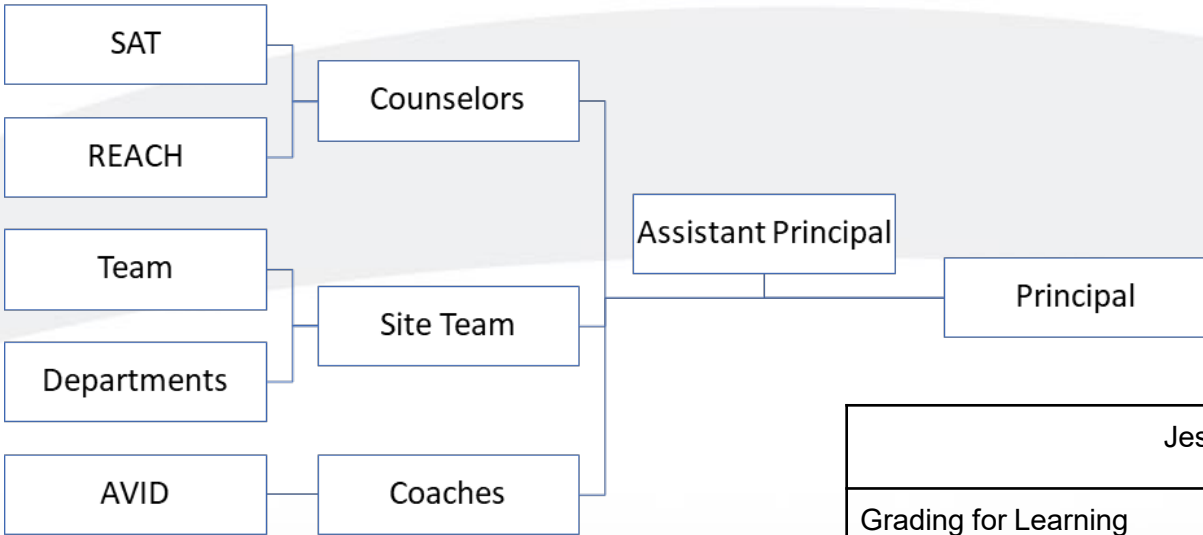 SAT
REACH
Counselors
Team
Departments
Site Team
AVID
Coaches
Assistant Principal
Principal
Grading for Learning